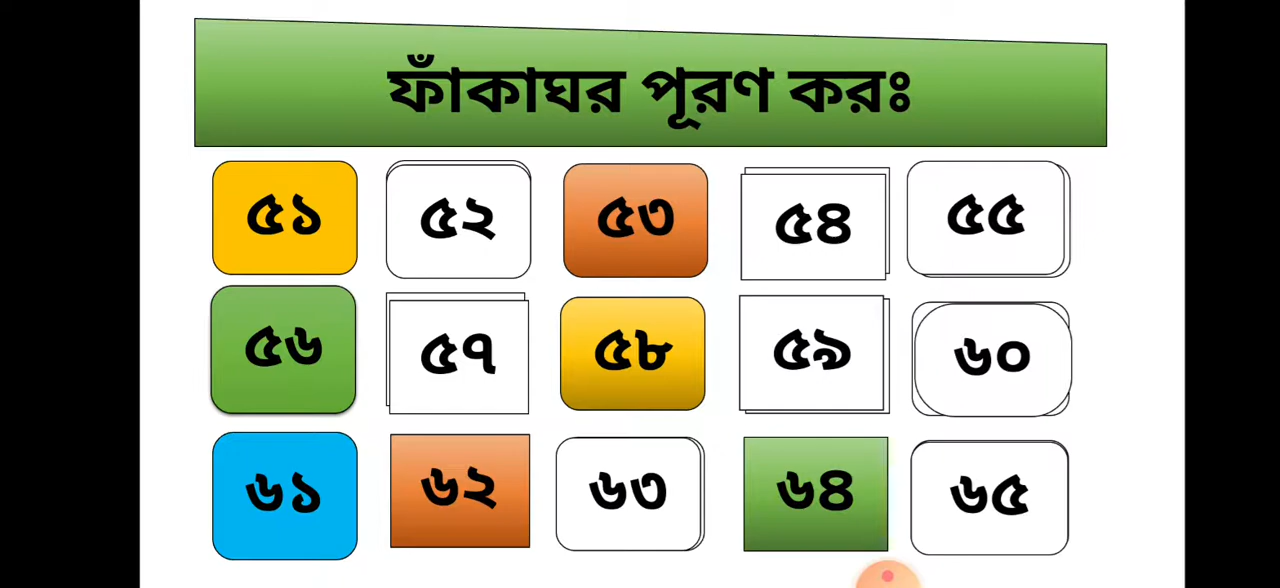 ফাঁকাঘর পূরণ করঃ
৫১ ৫২ ৫৩ ৫৪ ৫৫
৫৬ ৫৭ ৫৮ ৫৯ ৬০
৬১ ৬২ ৬৩ ৬৪ ৬৫